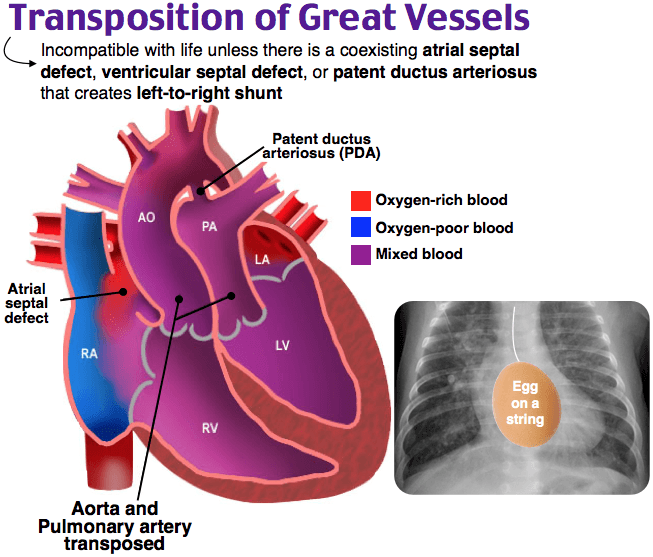 Transposition of Great Vessels
Incompatible with life unless there is a coexisting atrial septal
defect, ventricular septal defect, or patent ductus arteriosus
that creates left-to-right shunt
Patent ductus
arteriosus (PDA)
Oxygen-rich blood
Oxygen-poor blood
Mixed blood
AO
PA
LA
Atrial
septal
defect
RA
LV
RV
Egg
on a
string
Aorta and
Pulmonary artery
transposed